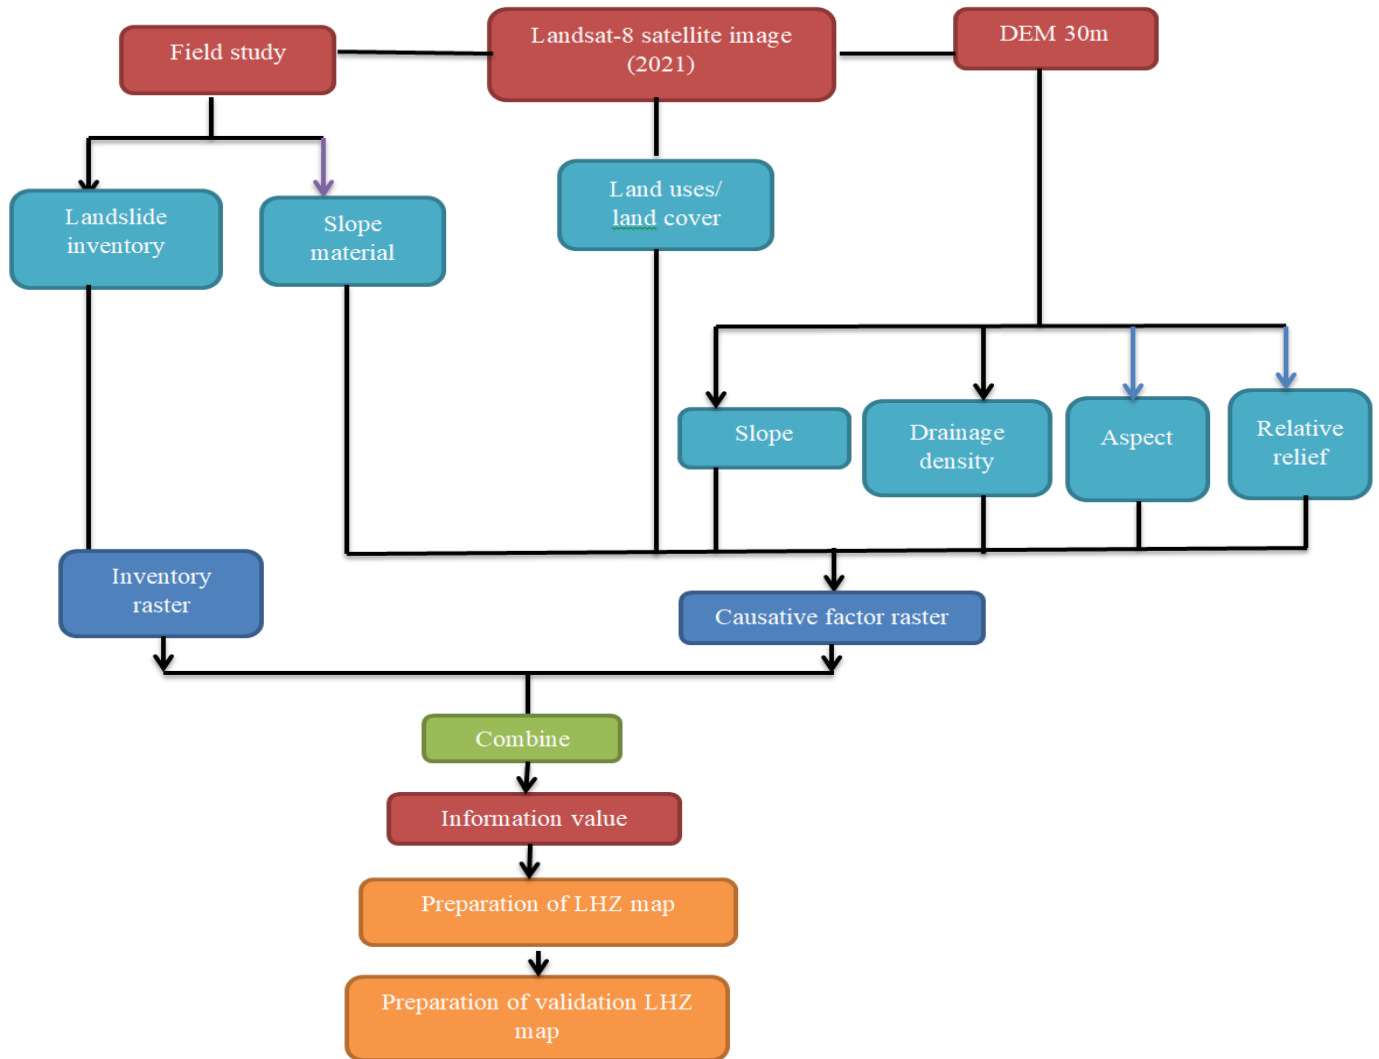 Field study
Landsat-8 satellite image
(2021)
DEM 30m
Landslide
inventory
Slope
material
Land uses/
land cover
Slope
Drainage
density
Aspect
Relative
relief
Inventory
raster
Causative factor raster
Combine
Information value
Preparation of LHZ map
Preparation of validation LHZ
map